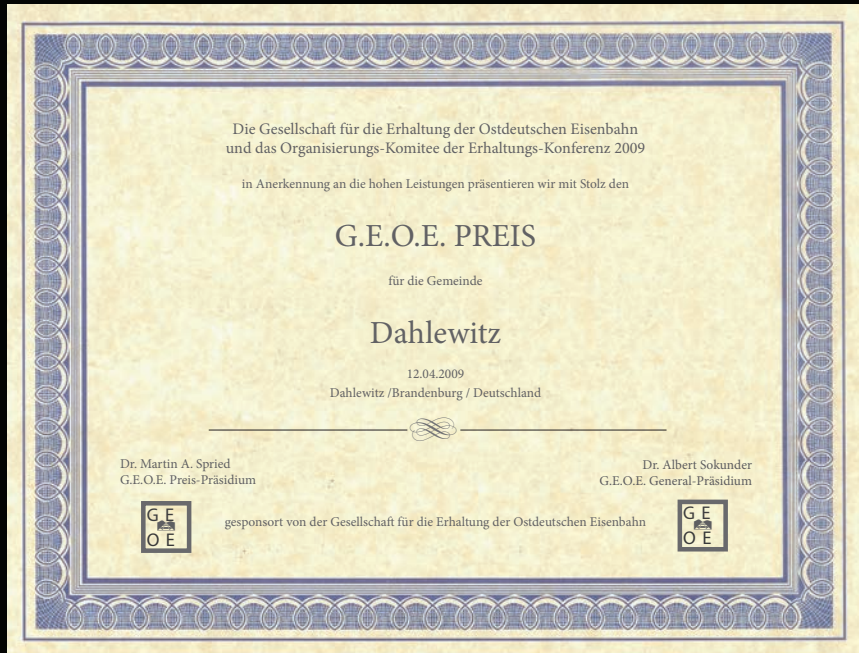 Die Gesellschaft für die Erhaltung der Ostdeutschen Eisenbahn
und das Organisierungs-Komitee der Erhaltungs-Konferenz 2009
in Anerkennung an die hohen Leistungen präsentieren wir mit Stolz den
G.E.O.E. PREIS
für die Gemeinde
Dahlewitz
12.04.2009
Dahlewitz /Brandenburg / Deutschland
Dr. Martin A. Spried
G.E.O.E. Preis-Präsidium
Dr. Albert Sokunder
G.E.O.E. General-Präsidium
G E
O E
gesponsort von der Gesellschaft für die Erhaltung der Ostdeutschen Eisenbahn
G E
O E